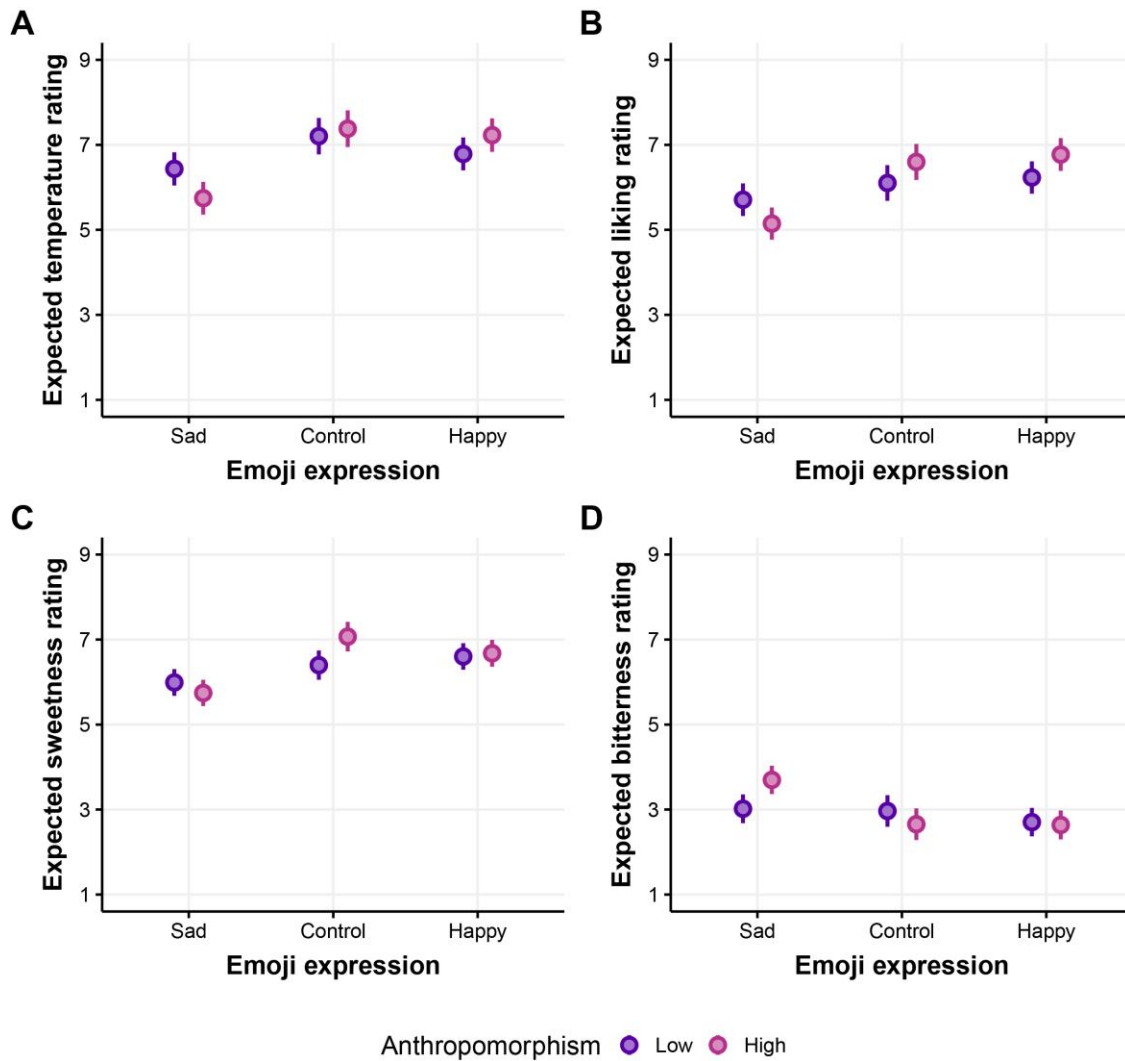 A
Expected temperature rating
9
7
5
3
1
Sad Control Happy
Emoji expression
B
Expected liking rating
9
7
5
3
1
Sad Control Happy
Emoji expression
C
Expected sweetness rating
9
7
5
3
1
Sad Control Happy
Emoji expression
D
Expected bitterness rating
9
7
5
3
1
Sad Control Happy
Emoji expression
Anthropomorphism Low High